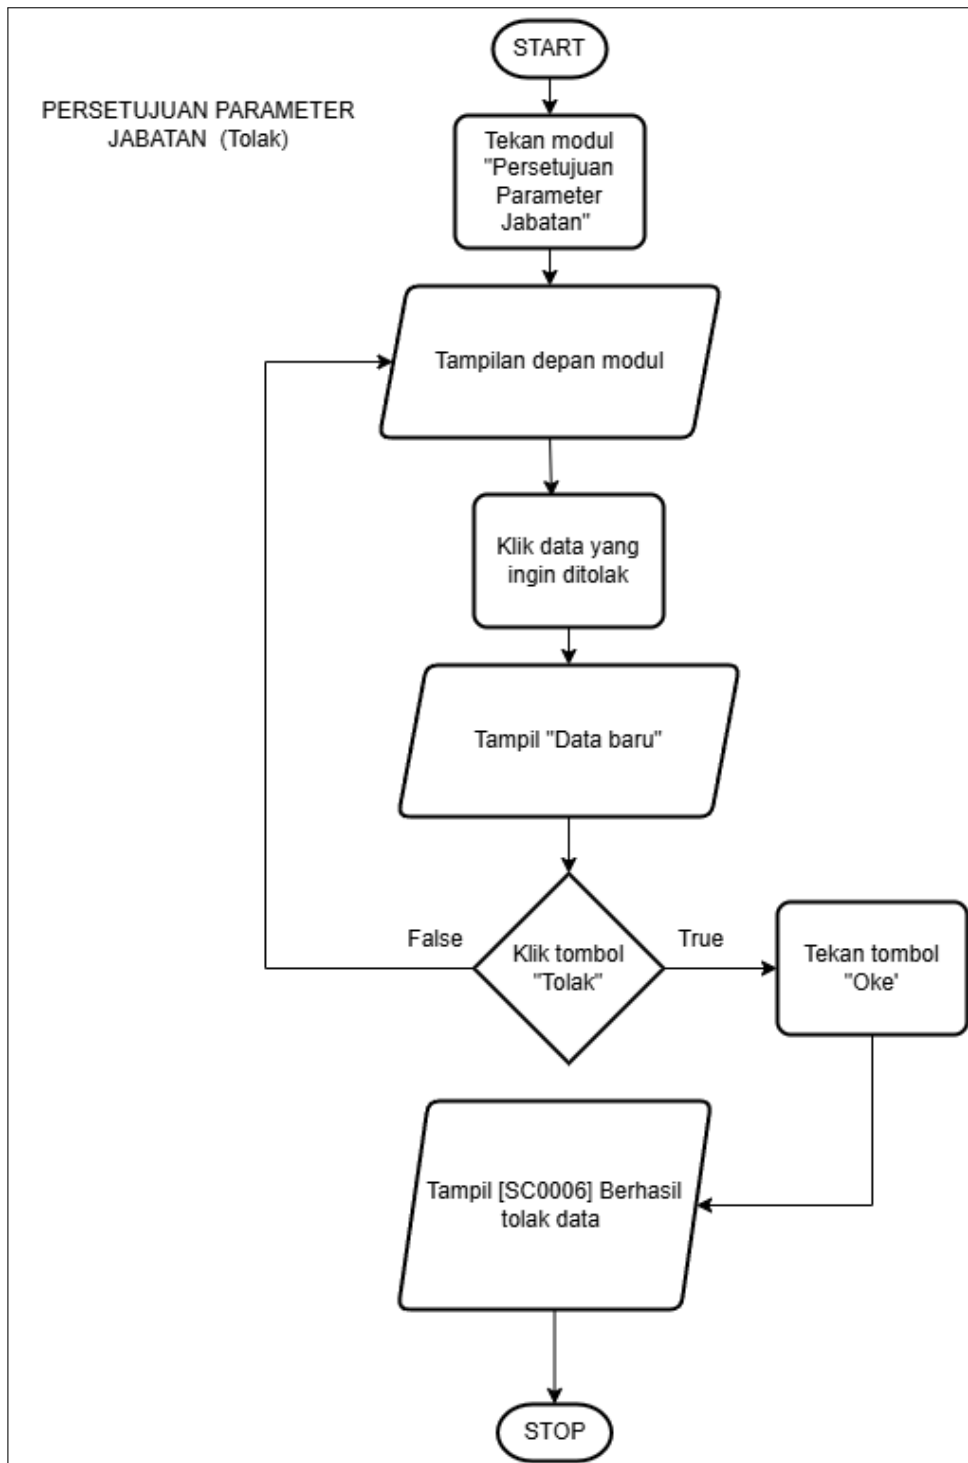 START
PERSETUJUAN PARAMETER
JABATAN (Tolak)
Tekan modul
"Persetujuan
Parameter
Jabatan"
Tampilan depan modul
Klik data yang
ingin ditolak
Tampil "Data baru"
False
Klik tombol
"Tolak"
True
Tekan tombol
"Oke'
Tampil [SC0006] Berhasil
tolak data
STOP